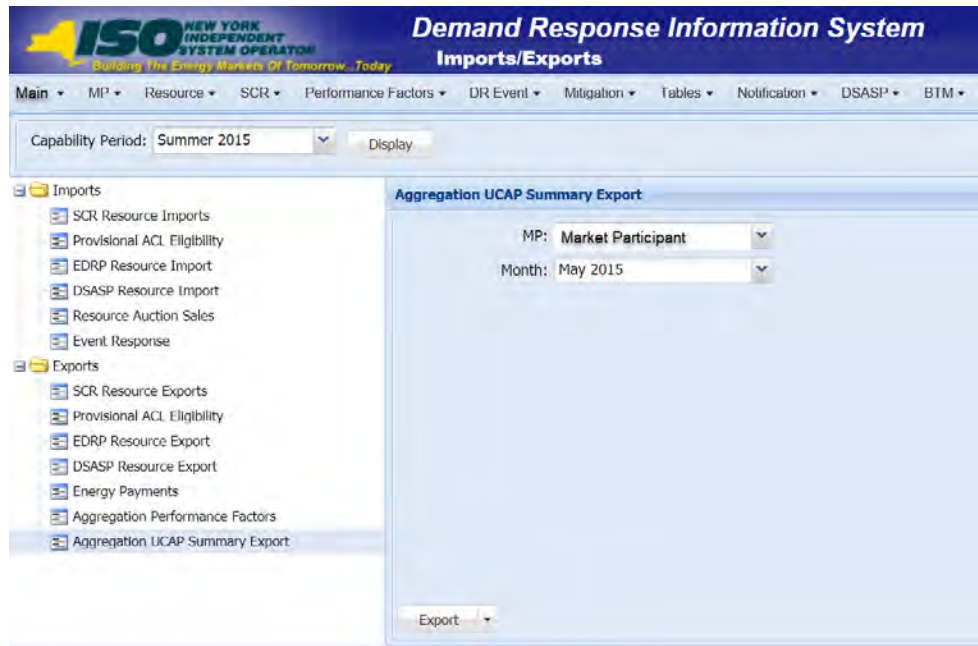 ISO NEW YORK
INDEPENDENT
SYSTEM OPERATOR
Building The Energy Markets Of Tomorrow...Today
Demand Response Information System
Imports/Exports
Main MP Resource SCR Performance Factors DR Event Mitigation Tables Notification DSASP BTM
Capability Period: Summer 2015 Display
Imports
SCR Resource Imports
Provisional ACL Eligibility
EDRP Resource Import
DSASP Resource Import
Resource Auction Sales
Event Response
Exports
SCR Resource Exports
Provisional ACL Eligibility
EDRP Resource Export
DSASP Resource Export
Energy Payments
Aggregation Performance Factors
Aggregation UCAP Summary Export
Aggregation UCAP Summary Export
MP: Market Participant
Month: May 2015
Export